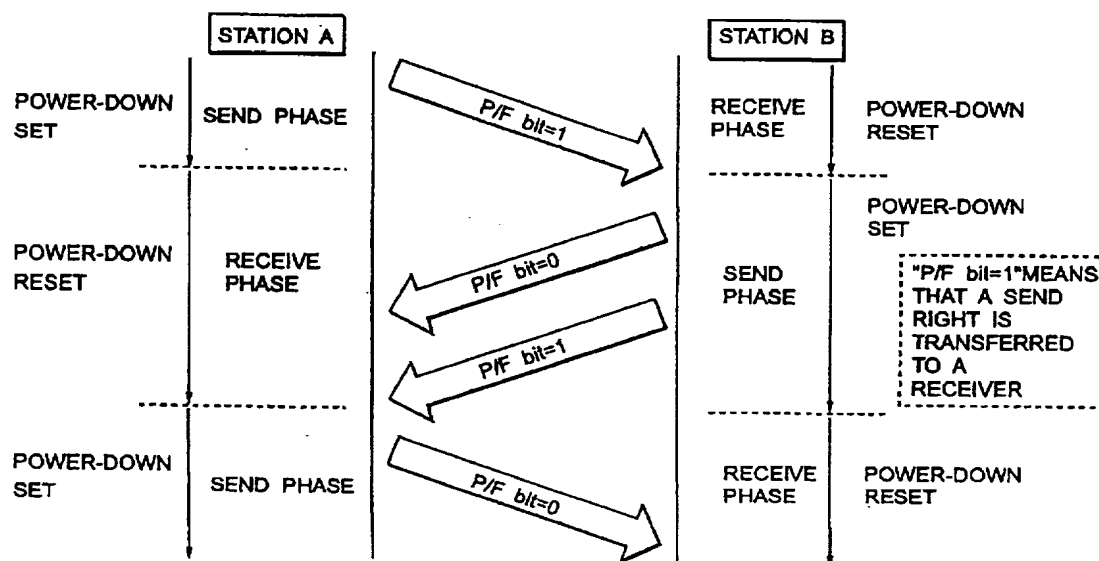 STATION A
STATION B
POWER-DOWN
SET
SEND PHASE
P/F bit=1
RECEIVE
PHASE
POWER-DOWN
RESET
POWER-DOWN
SET
POWER-DOWN
RESET
RECEIVE
PHASE
P/F bit=0
SEND
PHASE
"P/F bit=1"MEANS
THAT A SEND
RIGHT IS
TRANSFERRED
TO A
RECEIVER
P/F bit=1
POWER-DOWN
SET
SEND PHASE
P/F bit=0
RECEIVE
PHASE
POWER-DOWN
RESET